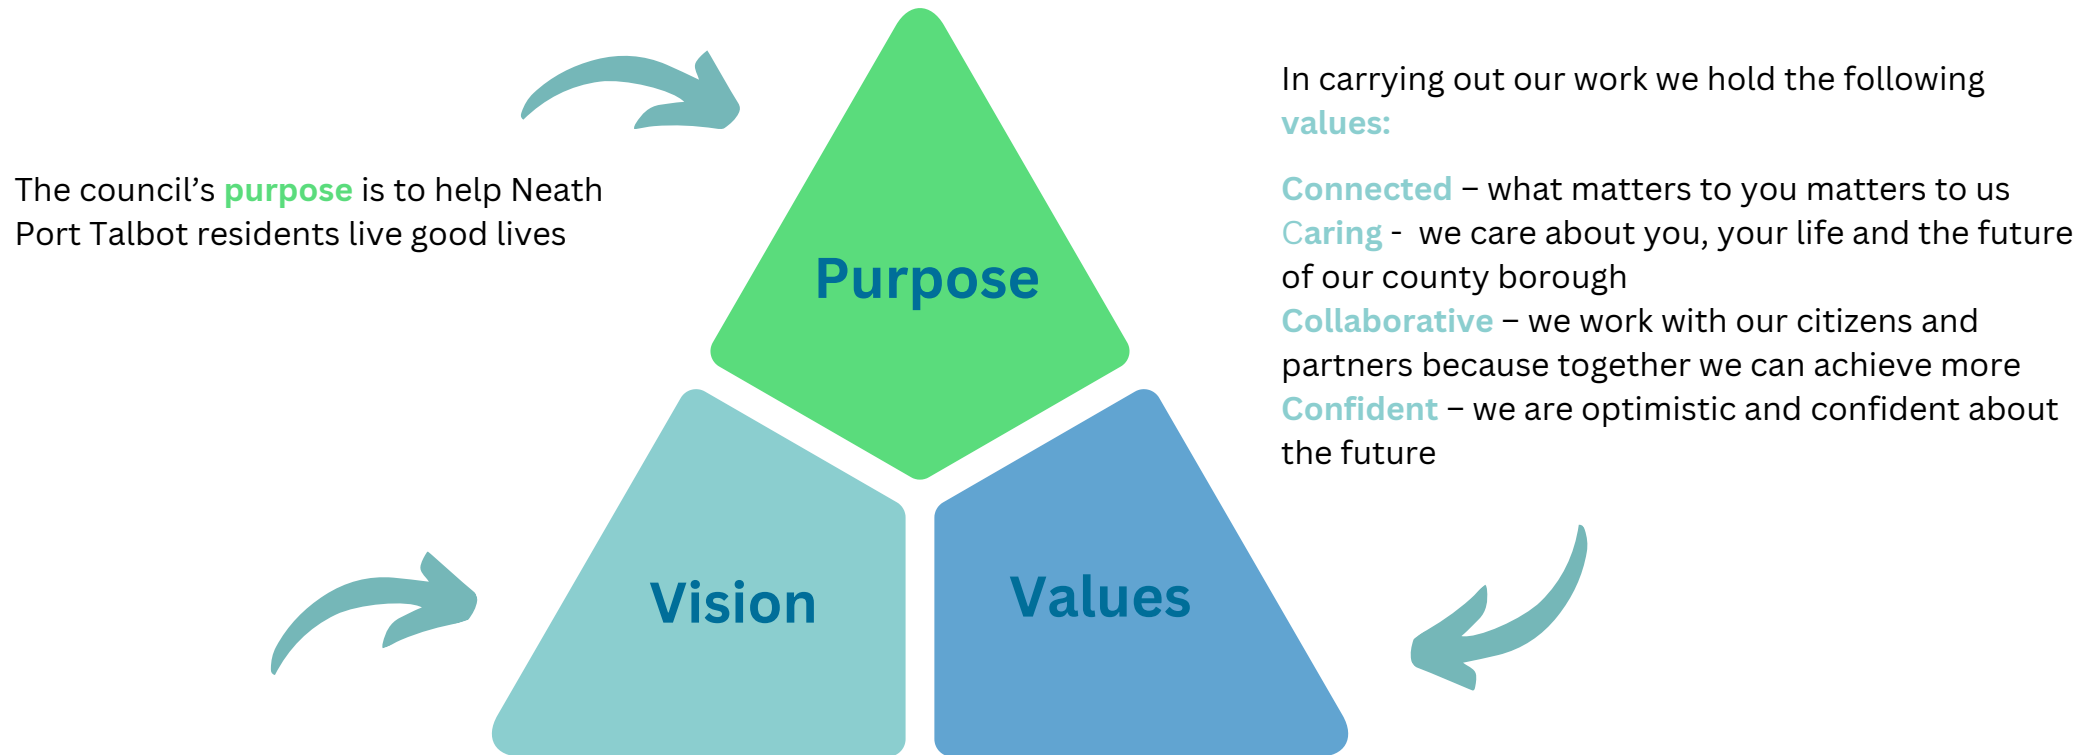 The council’s purpose is to help Neath
Port Talbot residents live good lives
Purpose
Vision
Values
In carrying out our work we hold the following
values:
Connected – what matters to you matters to us
Caring -  we care about you, your life and the future
of our county borough
Collaborative – we work with our citizens and
partners because together we can achieve more
Confident – we are optimistic and confident about
the future